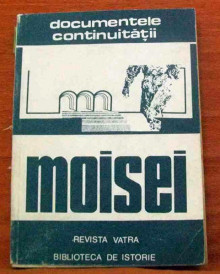 documentele
continuității
moisei
REVISTA VATRA
BIBLIOTECA DE ISTORIE